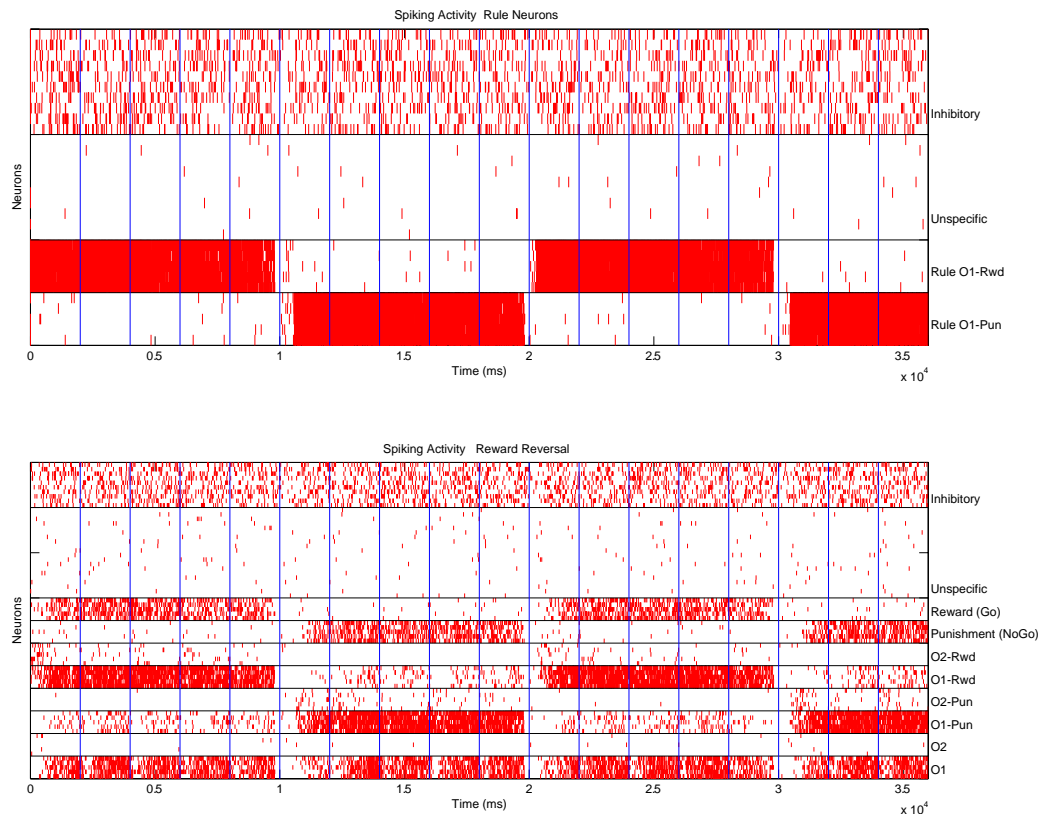 Spiking Activity  Rule Neurons
Neurons
Inhibitory
Unspecific
Rule O1-Rwd
Rule O1-Pun
0 0.5 1 1.5 2 2.5 3 3.5
Time (ms)
x 10^4
Spiking Activity   Reward Reversal
Neurons
Inhibitory
Unspecific
Reward (Go)
Punishment (NoGo)
O2-Rwd
O1-Rwd
O2-Pun
O1-Pun
O2
O1
0 0.5 1 1.5 2 2.5 3 3.5
Time (ms)
x 10^4